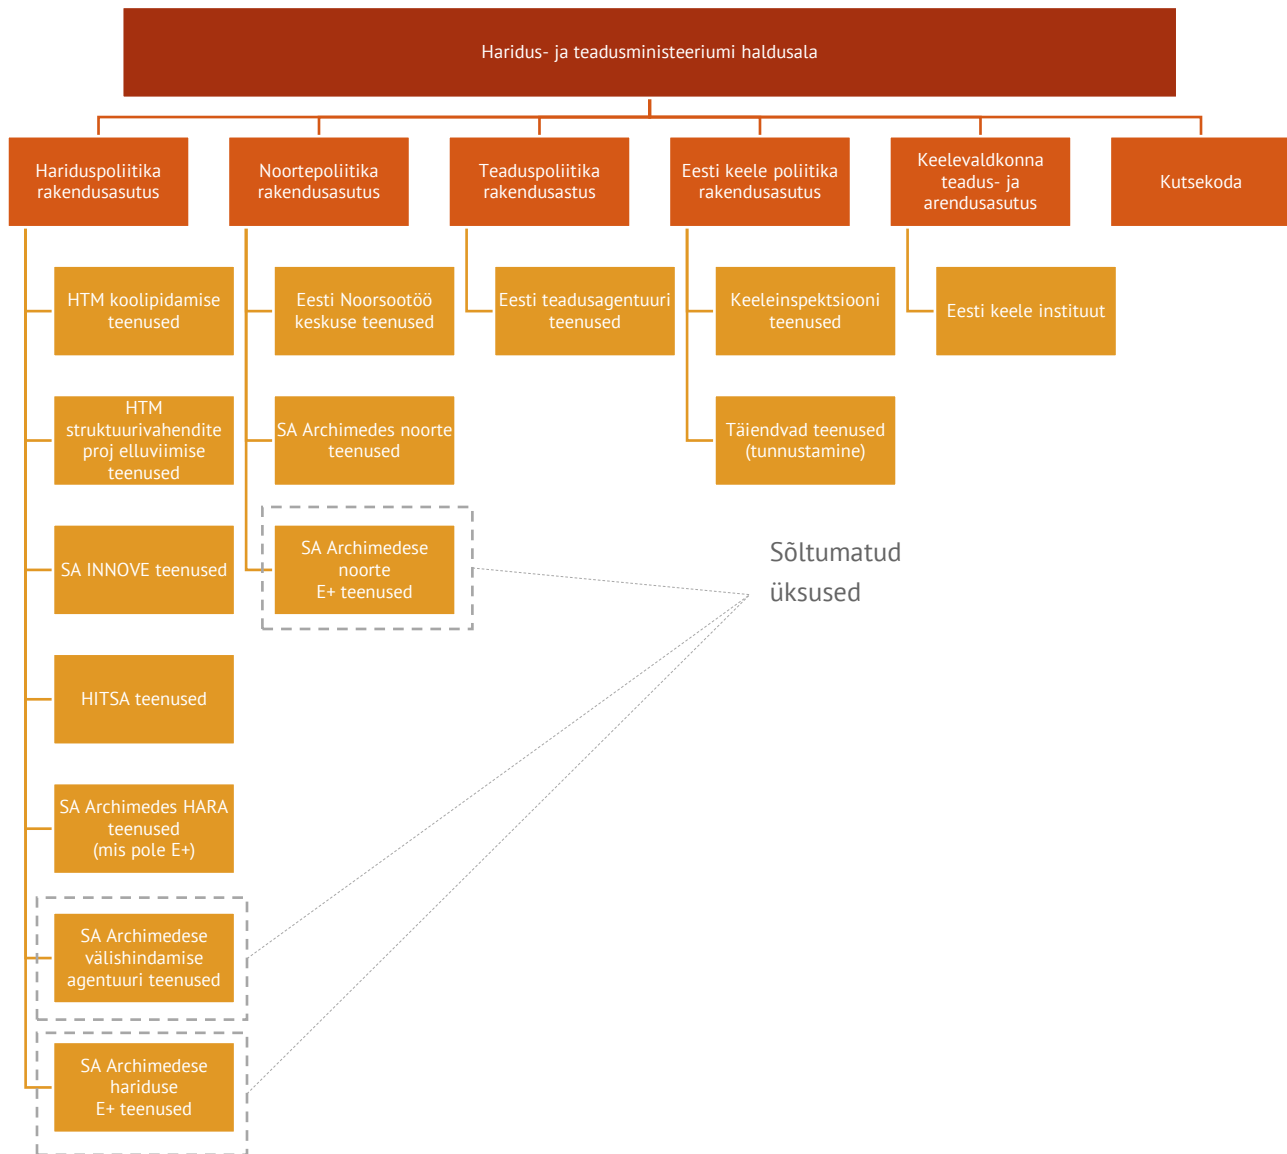 Haridus- ja teadusministeeriumi haldusala
Hariduspoliitika
rakendusasutus
Noortepoliitika
rakendusasutus
Teaduspoliitika
rakendusastus
Eesti keele poliitika
rakendusasutus
Keelevaldkonna
teadus- ja
arendusasutus
Kutsekoda
HTM koolipidamise
teenused
HTM
struktuurivahendite
proj elluviimise
teenused
SA INNOVE teenused
HITSA teenused
SA Archimedes HARA
teenused
(mis pole E+)
SA Archimedese
välishindamise
agentuuri teenused
SA Archimedese
hariduse
E+ teenused
Eesti Noorsootöö
keskuse teenused
SA Archimedes noorte
teenused
SA Archimedese
noorte
E+ teenused
Eesti teadusagentuuri
teenused
Keeleinspektsiooni
teenused
Täiendvad teenused
(tunnustamine)
Eesti keele instituut
Sõltumatud
üksused